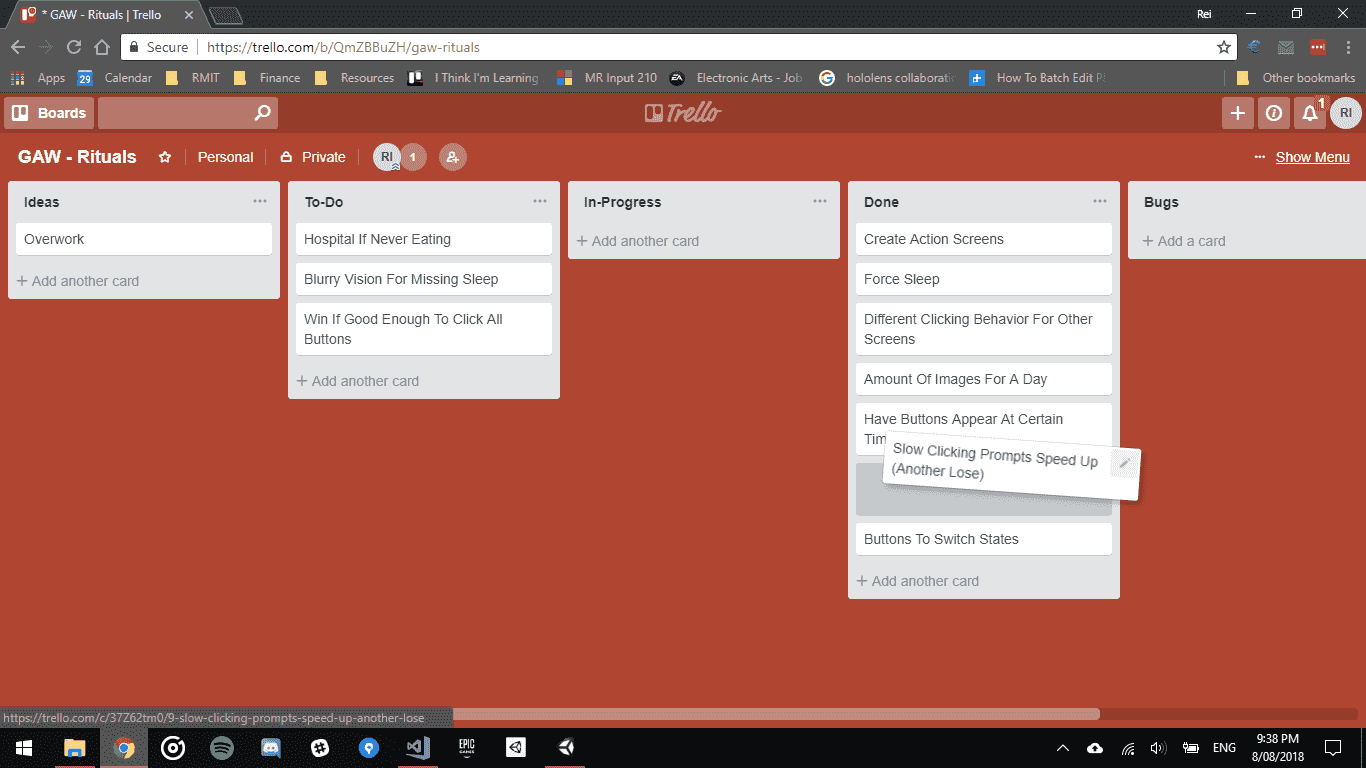 * GAW - Rituals | Trello
Rei
Secure
https://trello.com/b/QmZBBuZH/gaw-rituals
Apps
29
Calendar
RMIT
Finance
Resources
I Think I'm Learning
MR Input 210
EA
Electronic Arts - Job
hololens collaboratio
How To Batch Edit P
Other bookmarks
Boards
Trello
1
RI
GAW - Rituals
Personal
Private
RI
1
Show Menu
Ideas
Overwork
+ Add another card
To-Do
Hospital If Never Eating
Blurry Vision For Missing Sleep
Win If Good Enough To Click All
Buttons
+ Add another card
In-Progress
+ Add another card
Done
Create Action Screens
Force Sleep
Different Clicking Behavior For Other
Screens
Amount Of Images For A Day
Have Buttons Appear At Certain
Tim
Slow Clicking Prompts Speed Up
(Another Lose)
Buttons To Switch States
+ Add another card
Bugs
+ Add a card
https://trello.com/c/37Z62tm0/9-slow-clicking-prompts-speed-up-another-lose
EPIC
GAMES
ENG
9:38 PM
8/08/2018